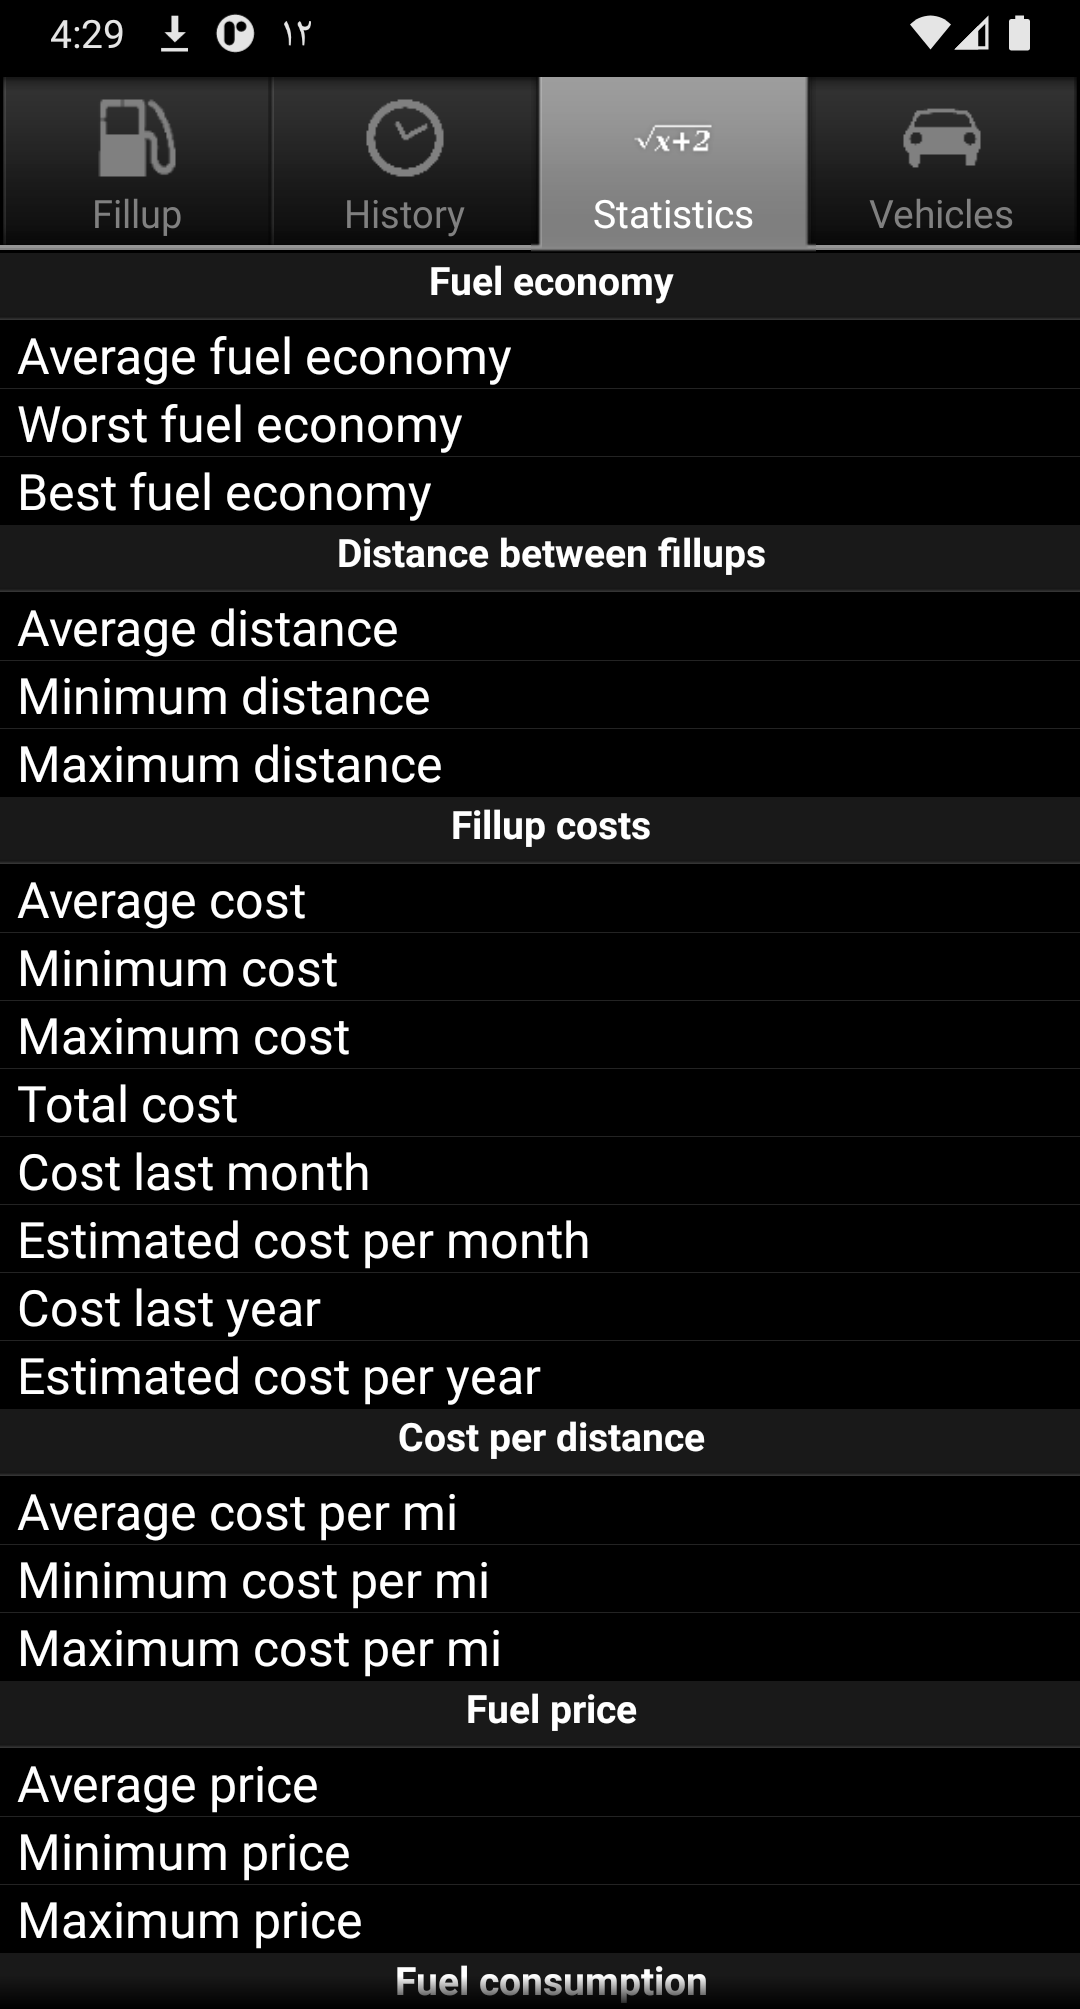 4:29 ١٢
Fillup History √x+2 Statistics Vehicles
Fuel economy
Average fuel economy
Worst fuel economy
Best fuel economy
Distance between fillups
Average distance
Minimum distance
Maximum distance
Fillup costs
Average cost
Minimum cost
Maximum cost
Total cost
Cost last month
Estimated cost per month
Cost last year
Estimated cost per year
Cost per distance
Average cost per mi
Minimum cost per mi
Maximum cost per mi
Fuel price
Average price
Minimum price
Maximum price
Fuel consumption